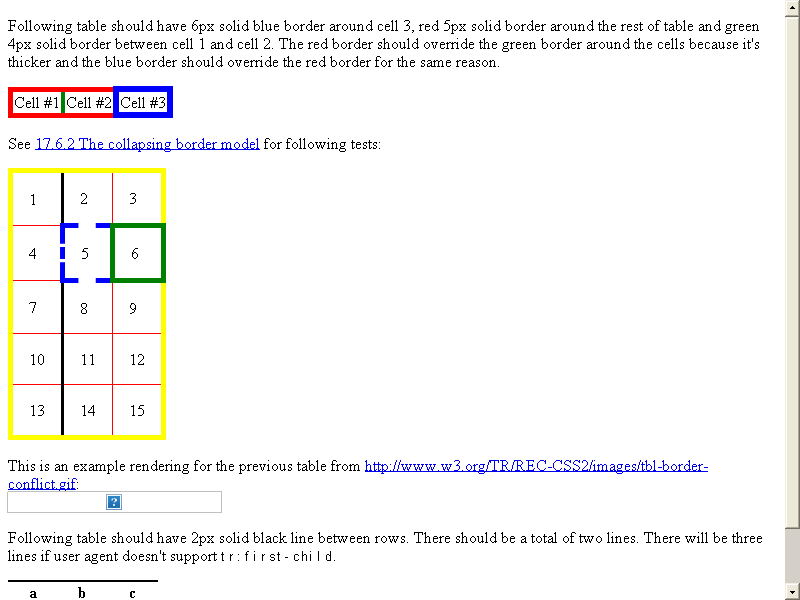 Following table should have 6px solid blue border around cell 3, red 5px solid border around the rest of table and green
4px solid border between cell 1 and cell 2. The red border should override the green border around the cells because it's
thicker and the blue border should override the red border for the same reason.
Cell #1 Cell #2 Cell #3
See 17.6.2 The collapsing border model for following tests:
1 2 3
4 5 6
7 8 9
10 11 12
13 14 15
This is an example rendering for the previous table from http://www.w3.org/TR/REC-CSS2/images/tbl-border-
conflict.gif:
?
Following table should have 2px solid black line between rows. There should be a total of two lines. There will be three
lines if user agent doesn't support tr:first-child.
a b c